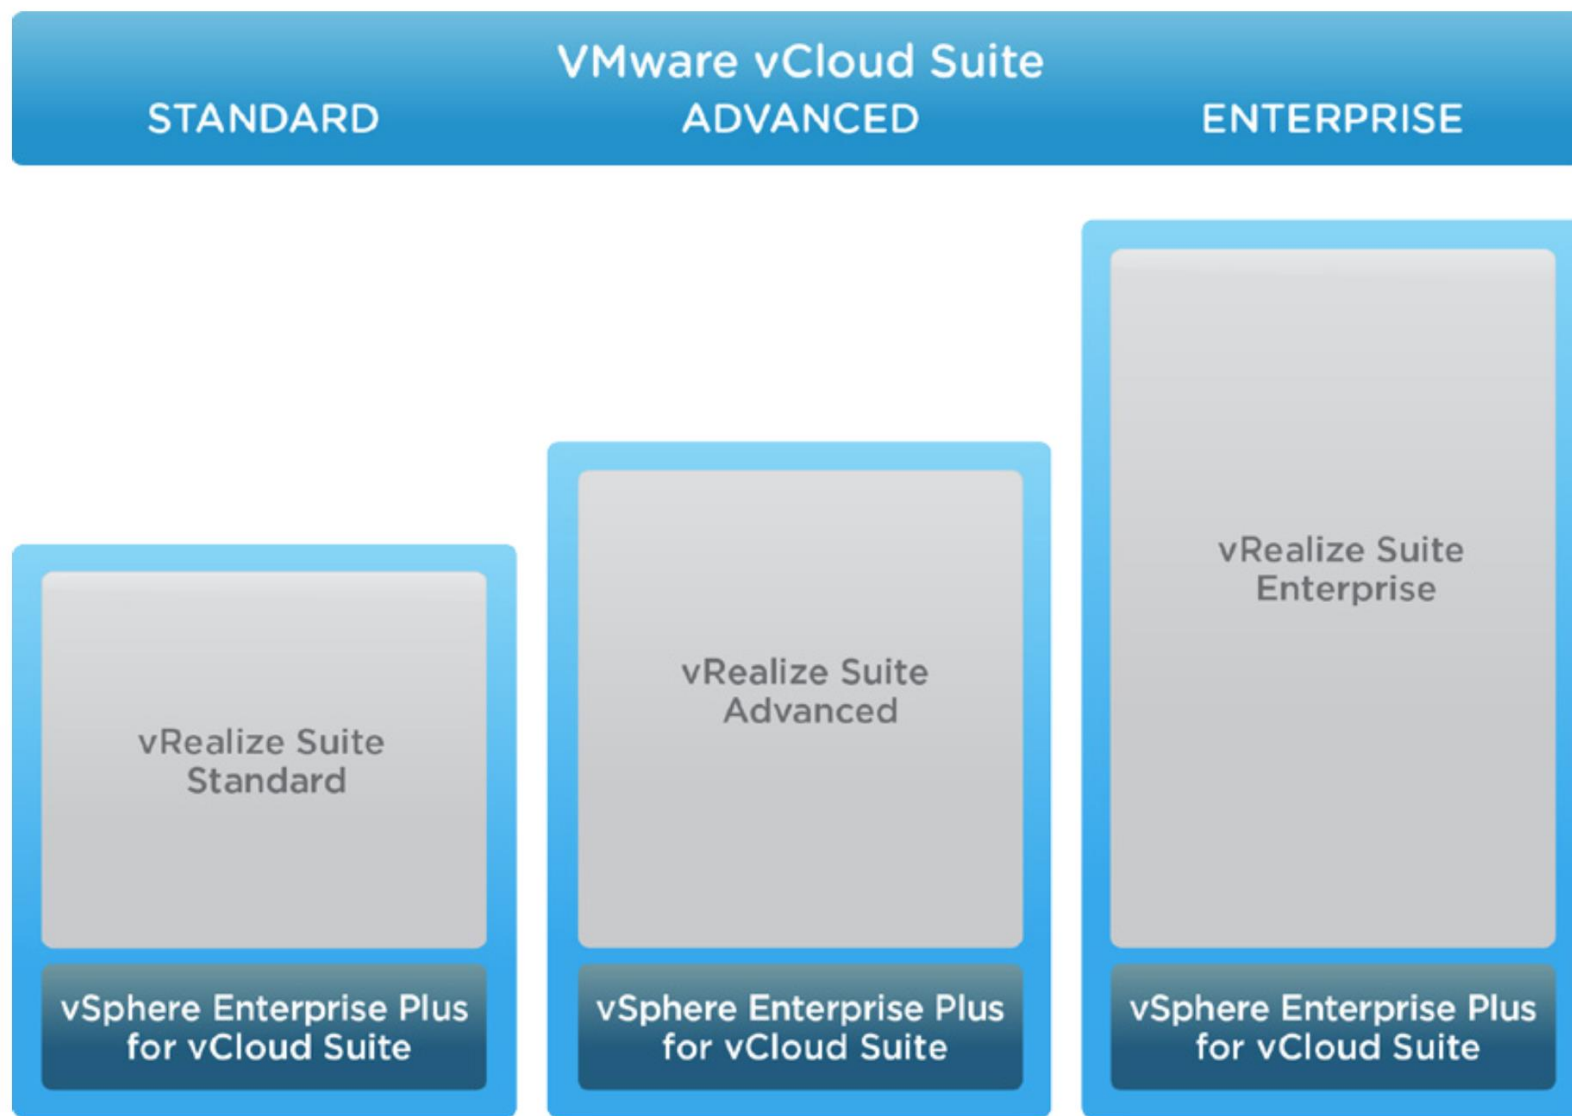 VMware vCloud Suite
STANDARD
ADVANCED
ENTERPRISE
vRealize Suite
Standard
vSphere Enterprise Plus
for vCloud Suite
vRealize Suite
Advanced
vSphere Enterprise Plus
for vCloud Suite
vRealize Suite
Enterprise
vSphere Enterprise Plus
for vCloud Suite